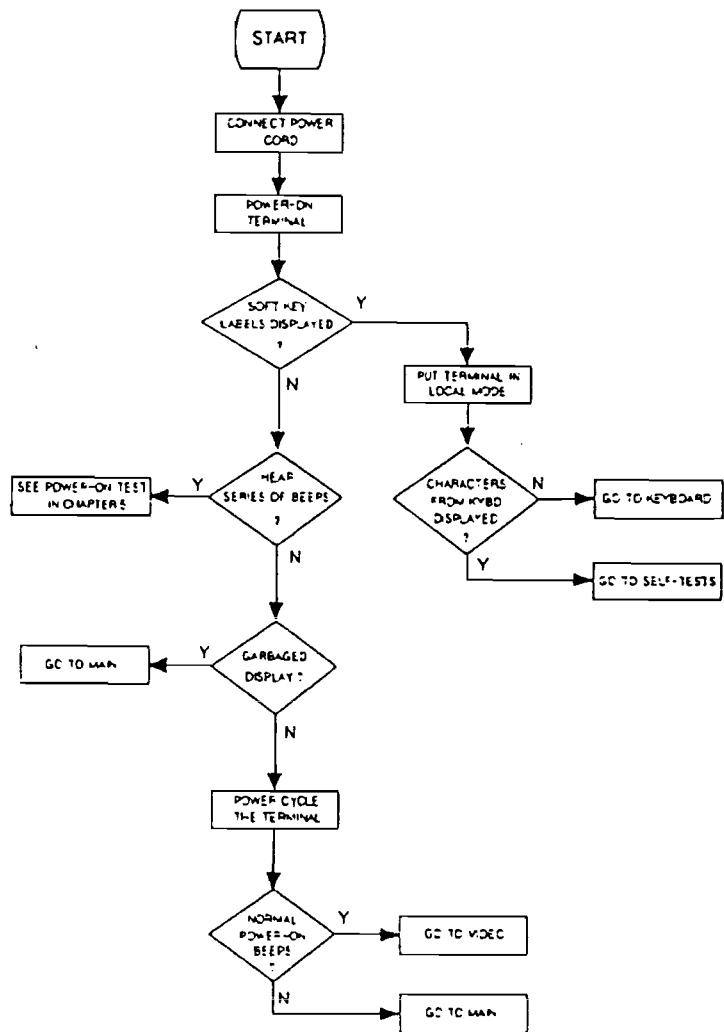 START
CONNECT POWER
CORD
POWER-ON
TERMINAL
SOFT KEY
LABELS DISPLAYED
?
Y
N
PUT TERMINAL IN
LOCAL MODE
HEAR
SERIES OF BEEPS
?
Y
N
SEE POWER-ON TEST
IN CHAPTER 5
CHARACTERS
FROM KYBD
DISPLAYED
?
N
Y
GO TO KEYBOARD
GO TO SELF-TESTS
GARBAGED
DISPLAY ?
Y
N
GO TO MAIN
POWER CYCLE
THE TERMINAL
NORMAL
POWER-ON
BEEPS
?
Y
N
GO TO VIDEO
GO TO MAIN